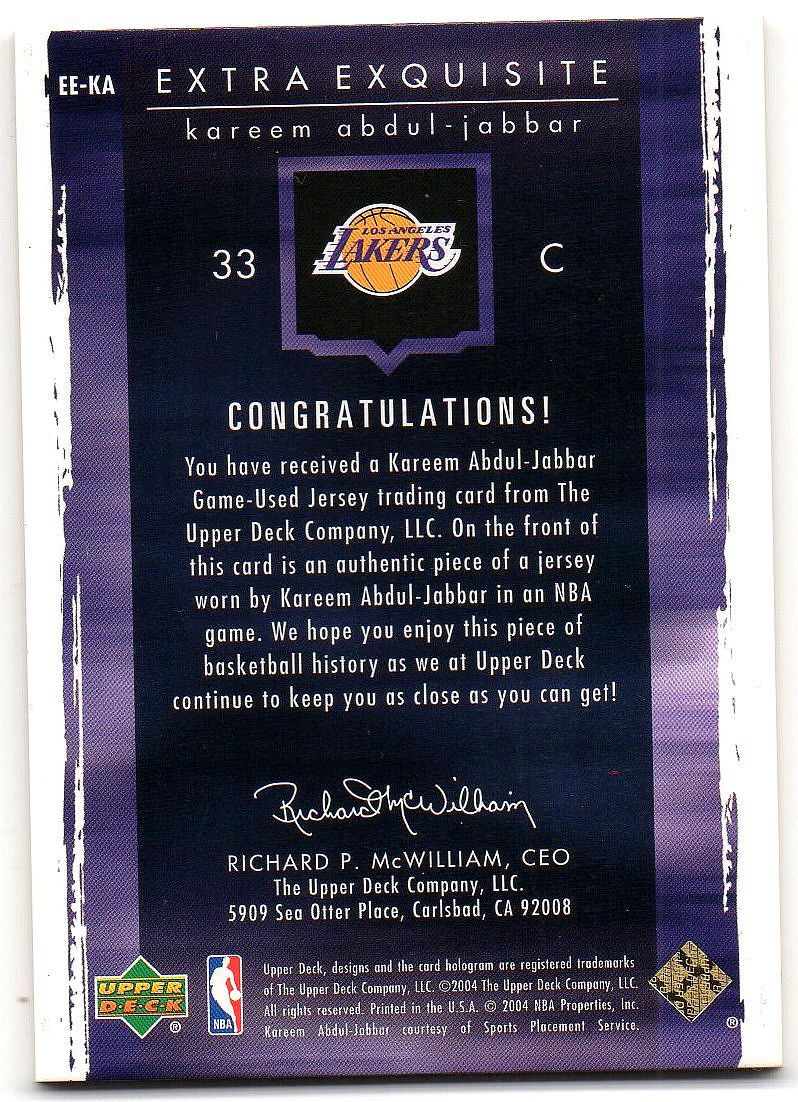 EE-KA EXTRA EXQUISITE
kareem abdul-jabbar
LOS ANGELES
LAKERS
33 C
CONGRATULATIONS!
You have received a Kareem Abdul-Jabbar
Game-Used Jersey trading card from The
Upper Deck Company, LLC. On the front of
this card is an authentic piece of a jersey
worn by Kareem Abdul-Jabbar in an NBA
game. We hope you enjoy this piece of
basketball history as we at Upper Deck
continue to keep you as close as you can get!
Richard McWilliam
RICHARD P. McWILLIAM, CEO
The Upper Deck Company, LLC.
5909 Sea Otter Place, Carlsbad, CA 92008
UPPER
D·E·C·K
®
NBA
Upper Deck, designs and the card hologram are registered trademarks
of The Upper Deck Company, LLC. ©2004 The Upper Deck Company, LLC.
All rights reserved. Printed in the U.S.A. © 2004 NBA Properties, Inc.
Kareem Abdul-Jabbar courtesy of Sports Placement Service.
®